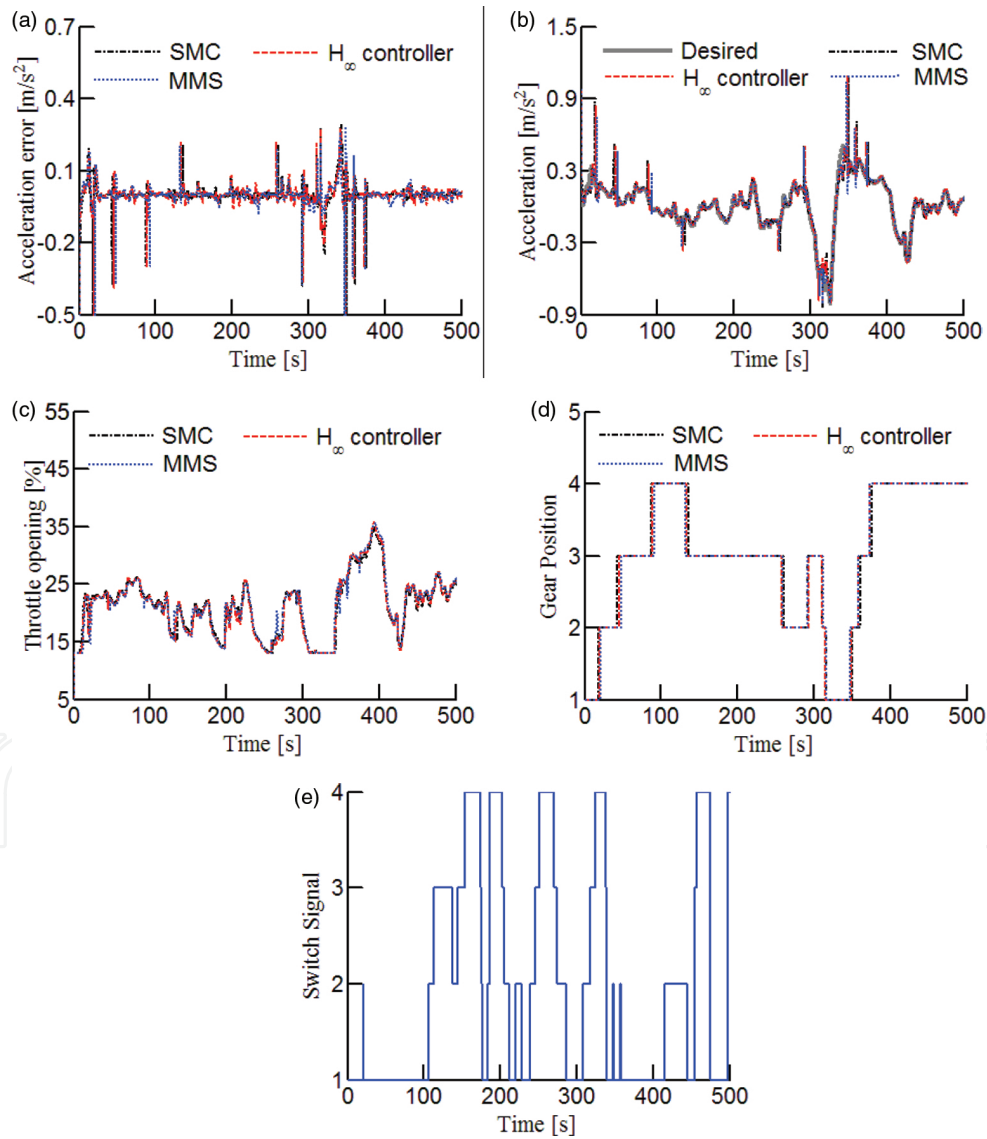 (a)
0.7
0.4
0.1
-0.2
-0.5
Acceleration error [m/s²]
SMC
H∞ controller
MMS
0 100 200 300 400 500
Time [s]
(b)
1.5
0.9
0.3
-0.3
-0.9
Acceleration [m/s²]
Desired
SMC
H∞ controller
MMS
0 100 200 300 400 500
Time [s]
(c)
55
45
35
25
15
5
Throttle opening [%]
SMC
H∞ controller
MMS
0 100 200 300 400 500
Time [s]
(d)
5
4
3
2
1
Gear Position
SMC
H∞ controller
MMS
0 100 200 300 400 500
Time [s]
(e)
4
3
2
1
Switch Signal
0 100 200 300 400 500
Time [s]